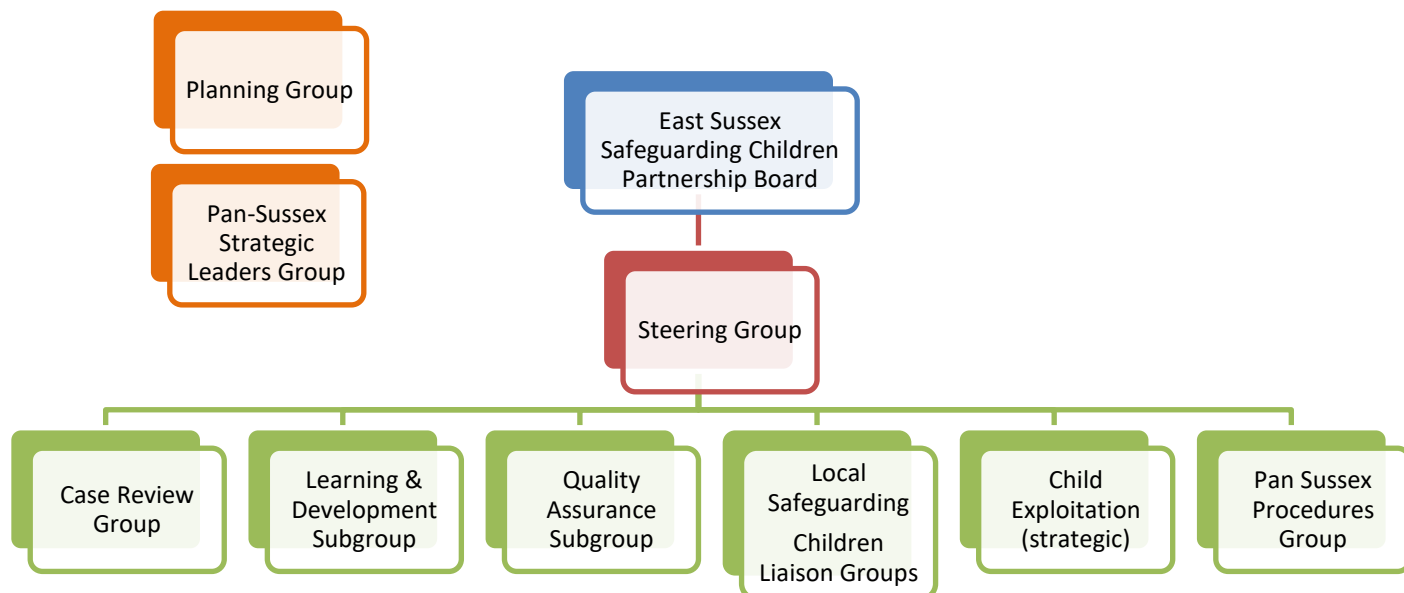 Planning Group
East Sussex
Safeguarding Children
Partnership Board
Pan-Sussex
Strategic
Leaders Group
Steering Group
Case Review
Group
Learning &
Development
Subgroup
Quality
Assurance
Subgroup
Local
Safeguarding
Children
Liaison Groups
Child
Exploitation
(strategic)
Pan Sussex
Procedures
Group